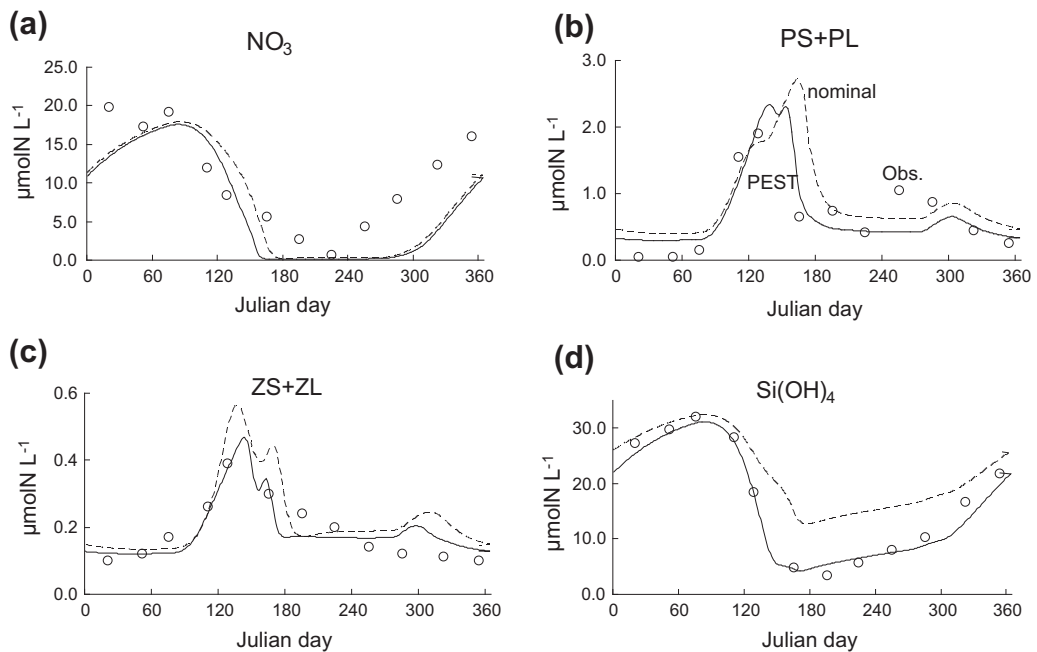 (a)
NO₃
25.0
20.0
15.0
10.0
5.0
0.0
μmolN L⁻¹
0 60 120 180 240 300 360
Julian day
(b)
PS+PL
3.0
2.0
1.0
0.0
μmolN L⁻¹
nominal
PEST
Obs.
0 60 120 180 240 300 360
Julian day
(c)
ZS+ZL
0.6
0.4
0.2
0.0
μmolN L⁻¹
0 60 120 180 240 300 360
Julian day
(d)
Si(OH)₄
30.0
20.0
10.0
0.0
μmolN L⁻¹
0 60 120 180 240 300 360
Julian day